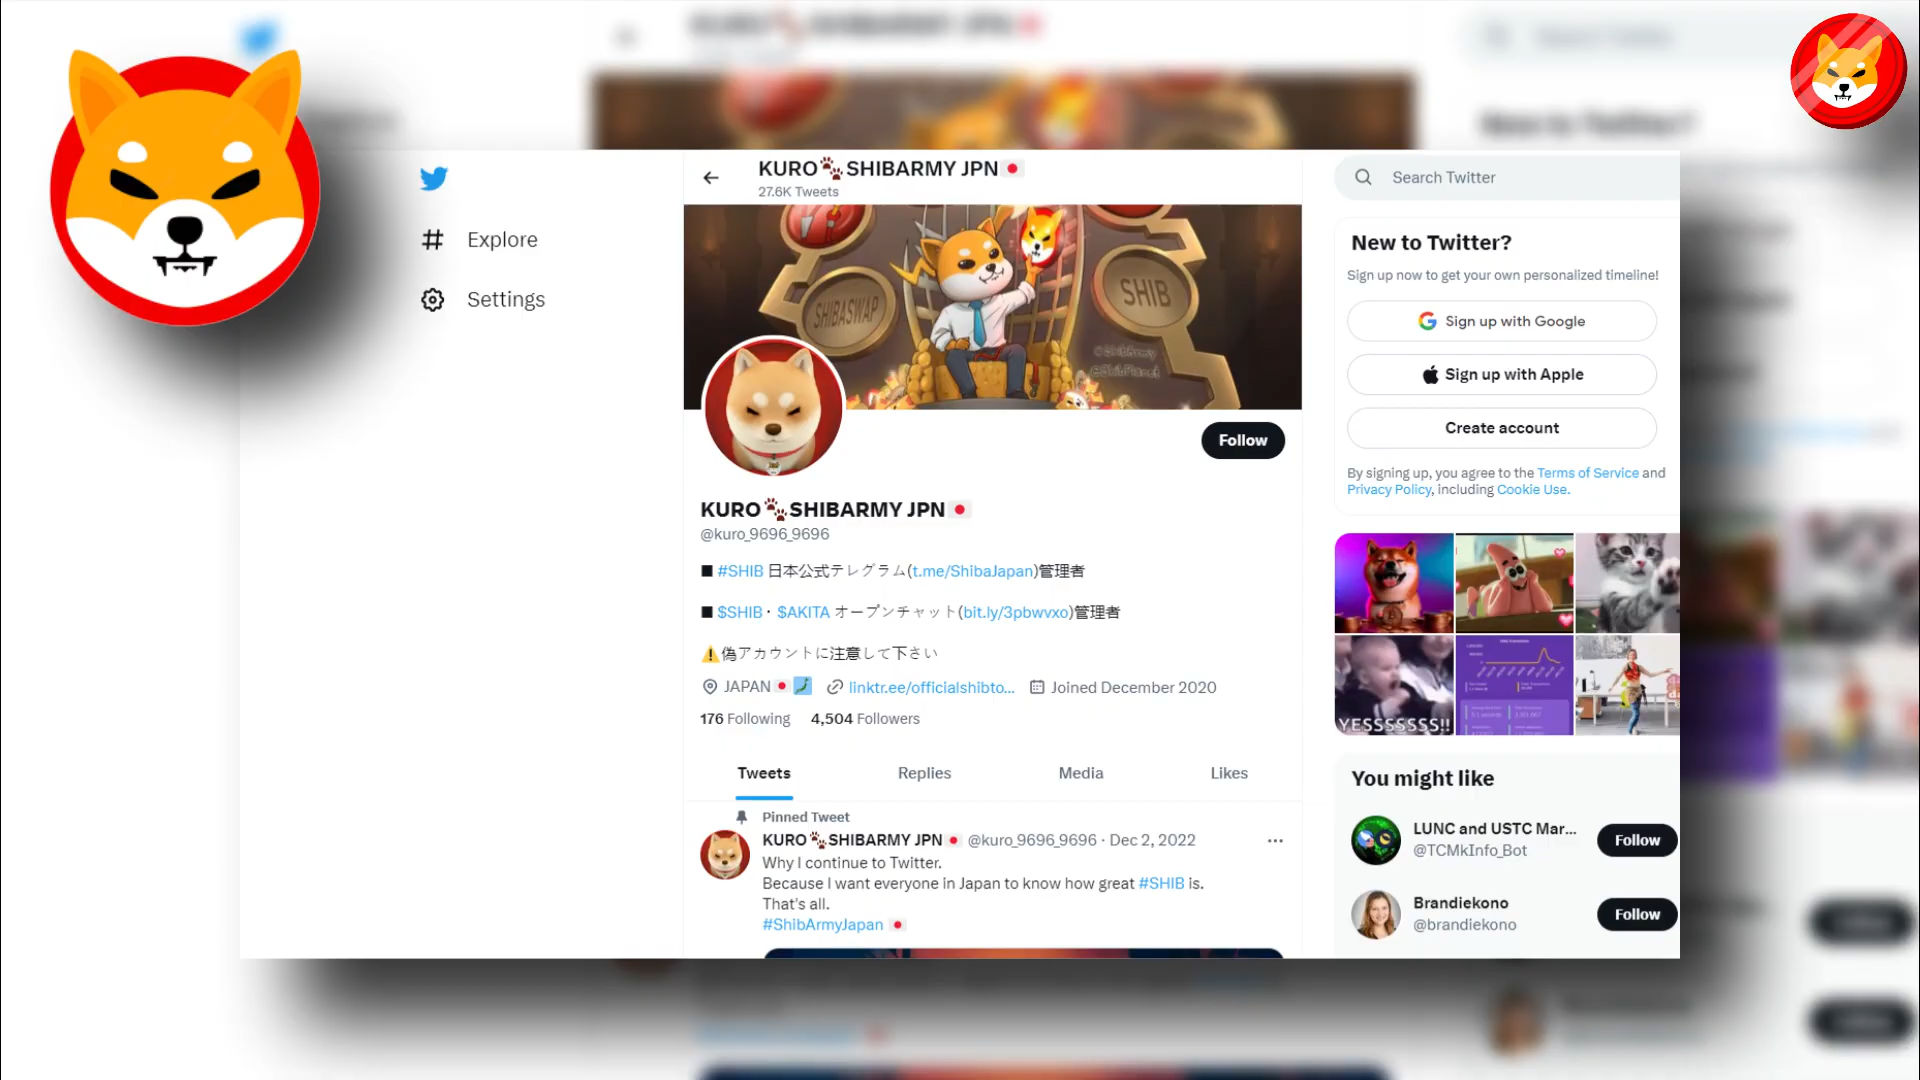 KURO🐾SHIBARMY JPN🇯🇵
27.6K Tweets
Search Twitter
Explore
Settings
SHIBASWAP
SHIB
@ShibArmy
@ShibPlanet
New to Twitter?
Sign up now to get your own personalized timeline!
Sign up with Google
Sign up with Apple
Create account
By signing up, you agree to the Terms of Service and
Privacy Policy, including Cookie Use.
Follow
KURO🐾SHIBARMY JPN🇯🇵
@kuro_9696_9696
■ #SHIB 日本公式テレグラム(t.me/ShibaJapan)管理者
■ $SHIB・$AKITA オープンチャット(bit.ly/3pbwvxo)管理者
⚠️偽アカウントに注意して下さい
JAPAN🇯🇵🗾 linktr.ee/officialshibto... Joined December 2020
176 Following 4,504 Followers
Tweets Replies Media Likes
Pinned Tweet
KURO🐾SHIBARMY JPN🇯🇵 @kuro_9696_9696 · Dec 2, 2022
Why I continue to Twitter.
Because I want everyone in Japan to know how great #SHIB is.
That's all.
#ShibArmyJapan 🇯🇵
YESSSSSSS!!
You might like
LUNC and USTC Mar...
@TCMkInfo_Bot
Follow
Brandiekono
@brandiekono
Follow